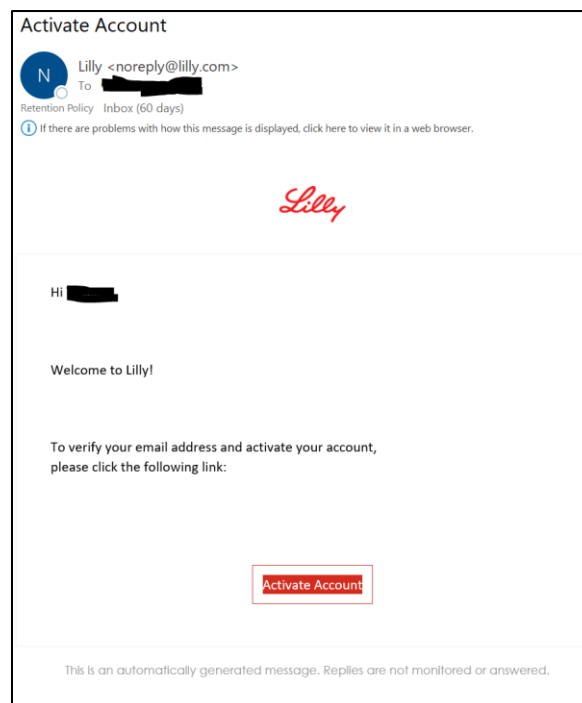 Activate Account
N
Lilly <noreply@lilly.com>
To
Retention Policy Inbox (60 days)
If there are problems with how this message is displayed, click here to view it in a web browser.
Lilly
Hi
Welcome to Lilly!
To verify your email address and activate your account,
please click the following link:
Activate Account
This is an automatically generated message. Replies are not monitored or answered.